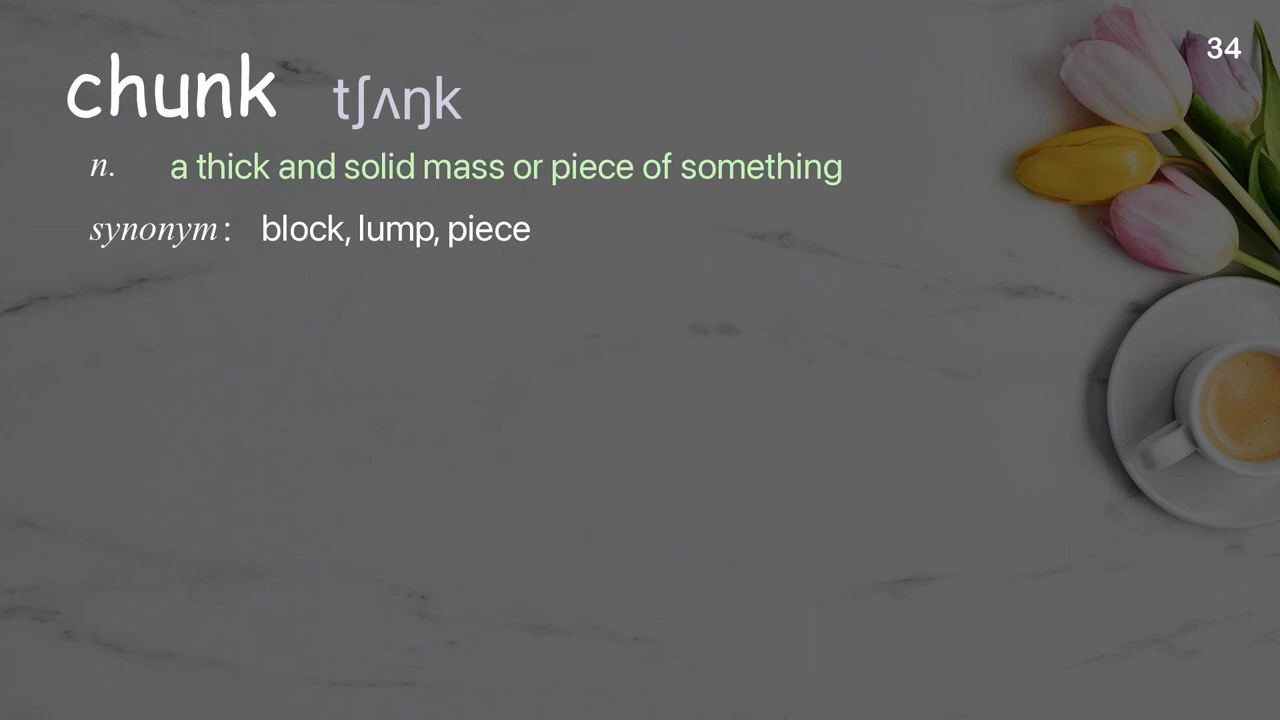 34
chunk tʃʌŋk
n. a thick and solid mass or piece of something
synonym: block, lump, piece